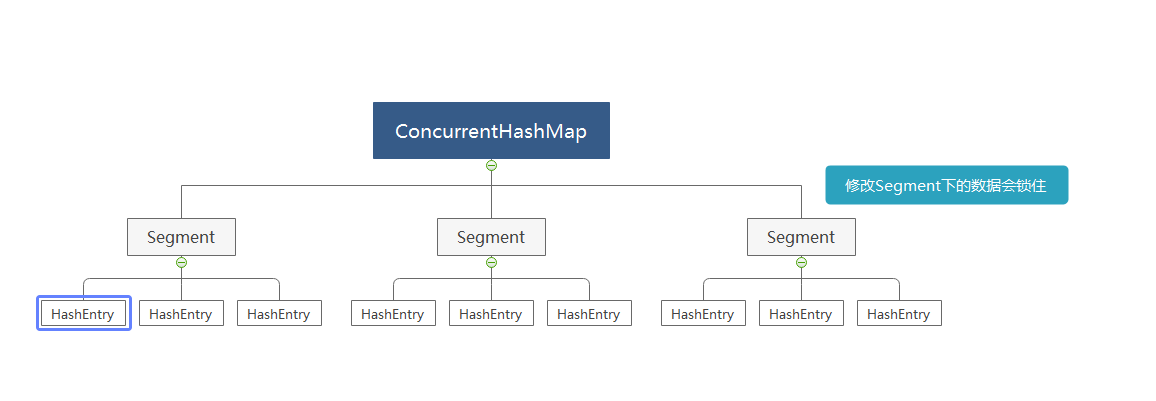 ConcurrentHashMap
修改Segment下的数据会锁住
Segment
Segment
Segment
HashEntry
HashEntry
HashEntry
HashEntry
HashEntry
HashEntry
HashEntry
HashEntry
HashEntry